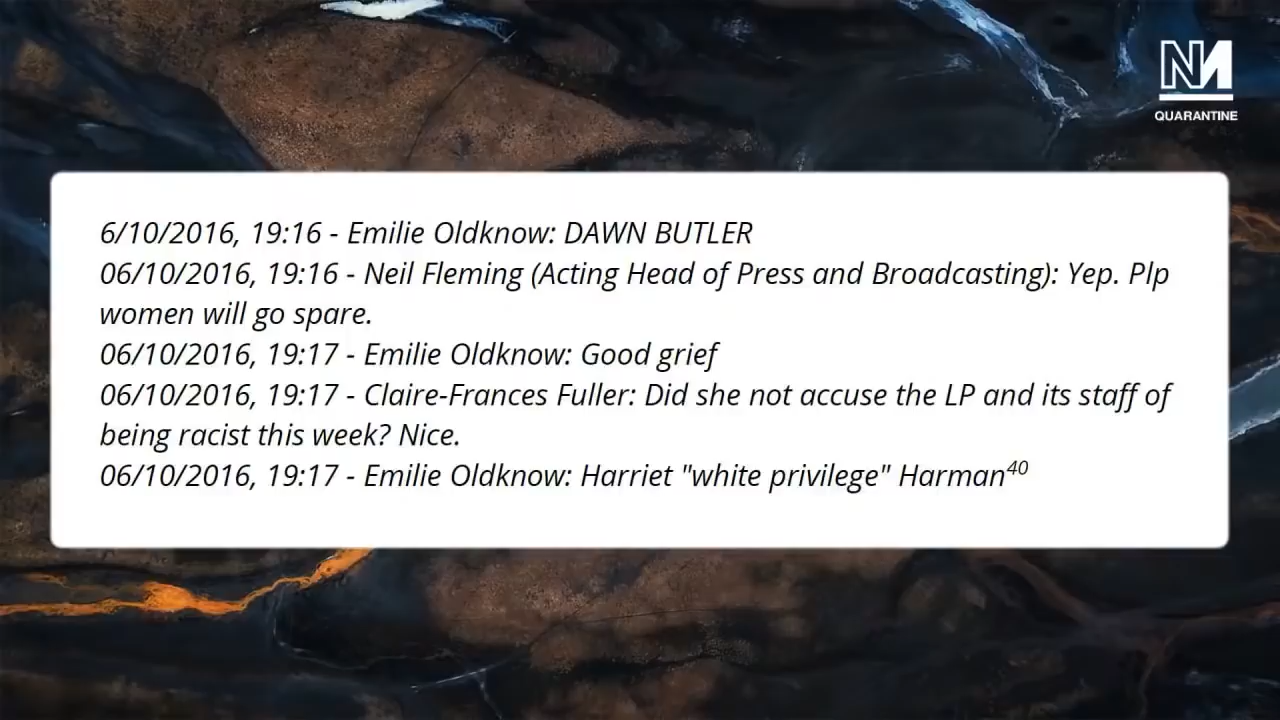 NM
QUARANTINE
6/10/2016, 19:16 - Emilie Oldknow: DAWN BUTLER
06/10/2016, 19:16 - Neil Fleming (Acting Head of Press and Broadcasting): Yep. Plp
women will go spare.
06/10/2016, 19:17 - Emilie Oldknow: Good grief
06/10/2016, 19:17 - Claire-Frances Fuller: Did she not accuse the LP and its staff of
being racist this week? Nice.
06/10/2016, 19:17 - Emilie Oldknow: Harriet "white privilege" Harman⁴⁰